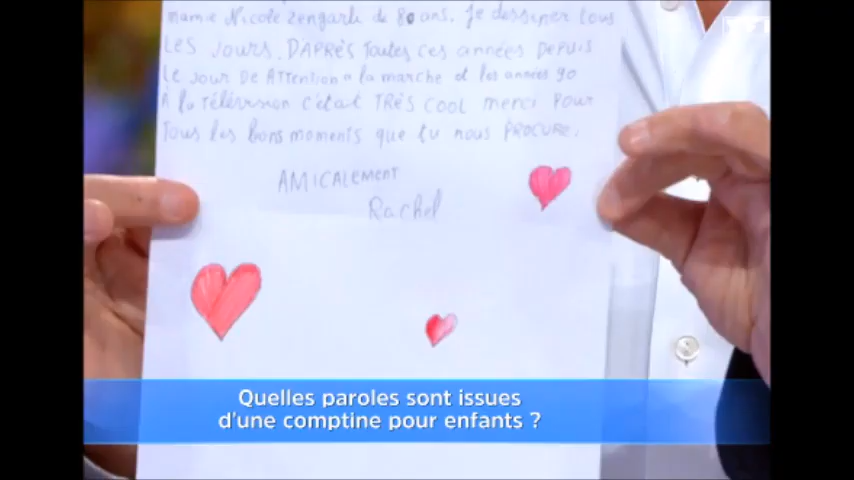 mamie Nicole Zengarle de 80 ans. Je dessiner tous
LES JOURS. D'APRÈS Toutes ces années DEPUIS
Le JOUR DE ATTention à la marche et les années 90
À la Télévision c'était TRÈS COOL merci POUR
TOUS les bons moments que tu nous PROCURE.
AMICALEMENT
Rachel
Quelles paroles sont issues
d'une comptine pour enfants ?